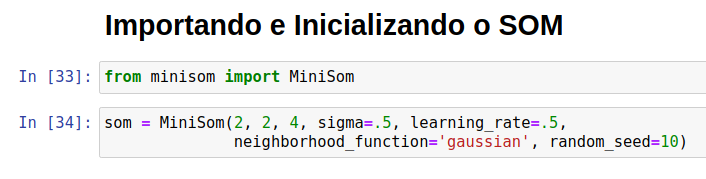 Importando e Inicializando o SOM
In [33]: from minisom import MiniSom
In [34]: som = MiniSom(2, 2, 4, sigma=.5, learning_rate=.5,
neighborhood_function='gaussian', random_seed=10)